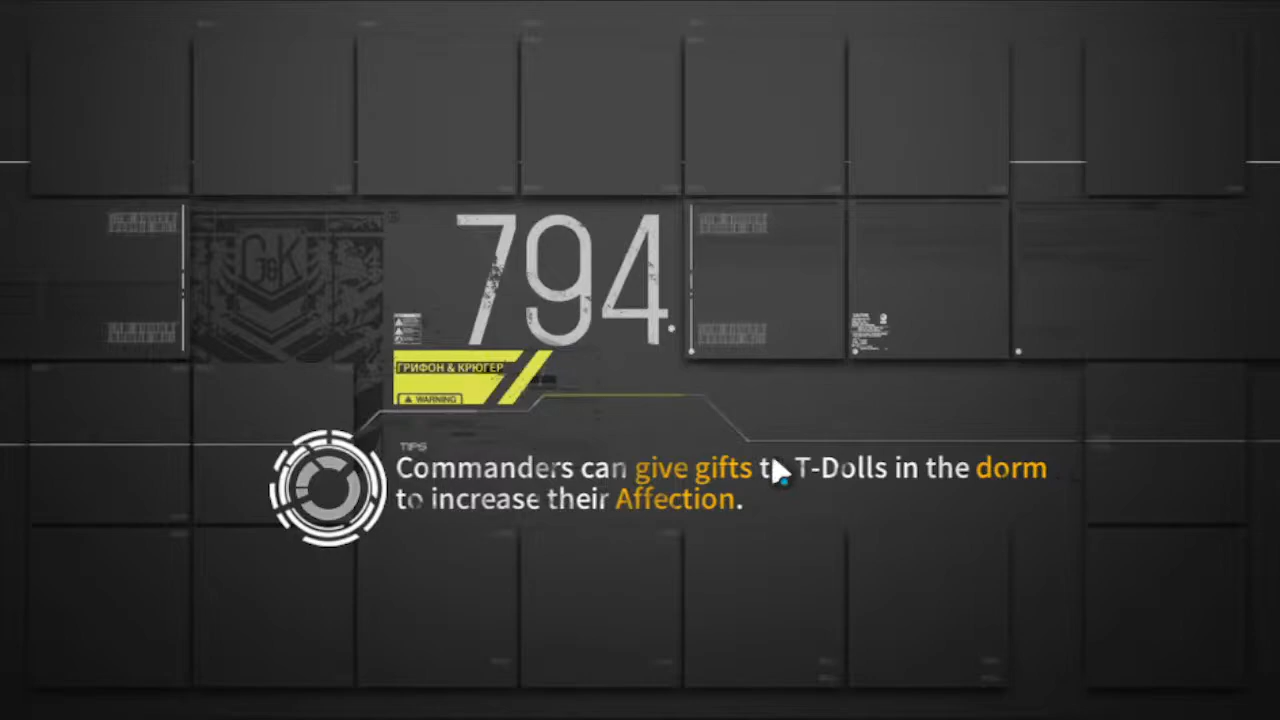 G&K
794.
ГРИФОН & КРЮГЕР
WARNING
TIPS
Commanders can give gifts to T-Dolls in the dorm
to increase their Affection.